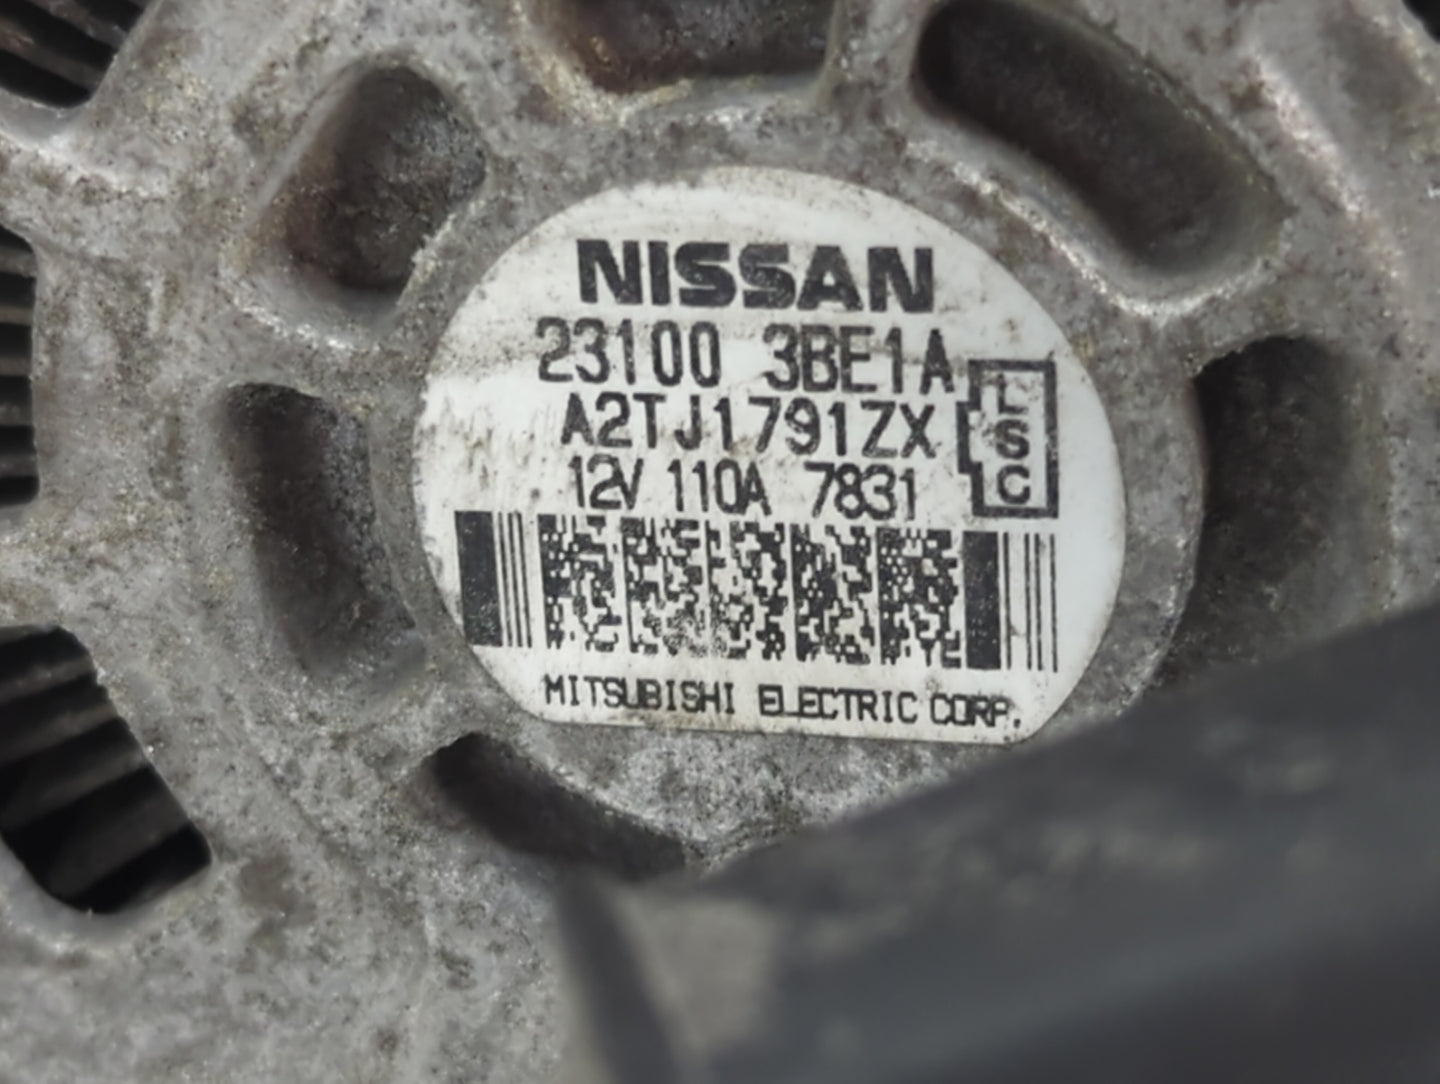 NISSAN
23100 3BE1A
A2TJ1791ZX
12V 110A 7831
L
S
C
MITSUBISHI ELECTRIC CORP.